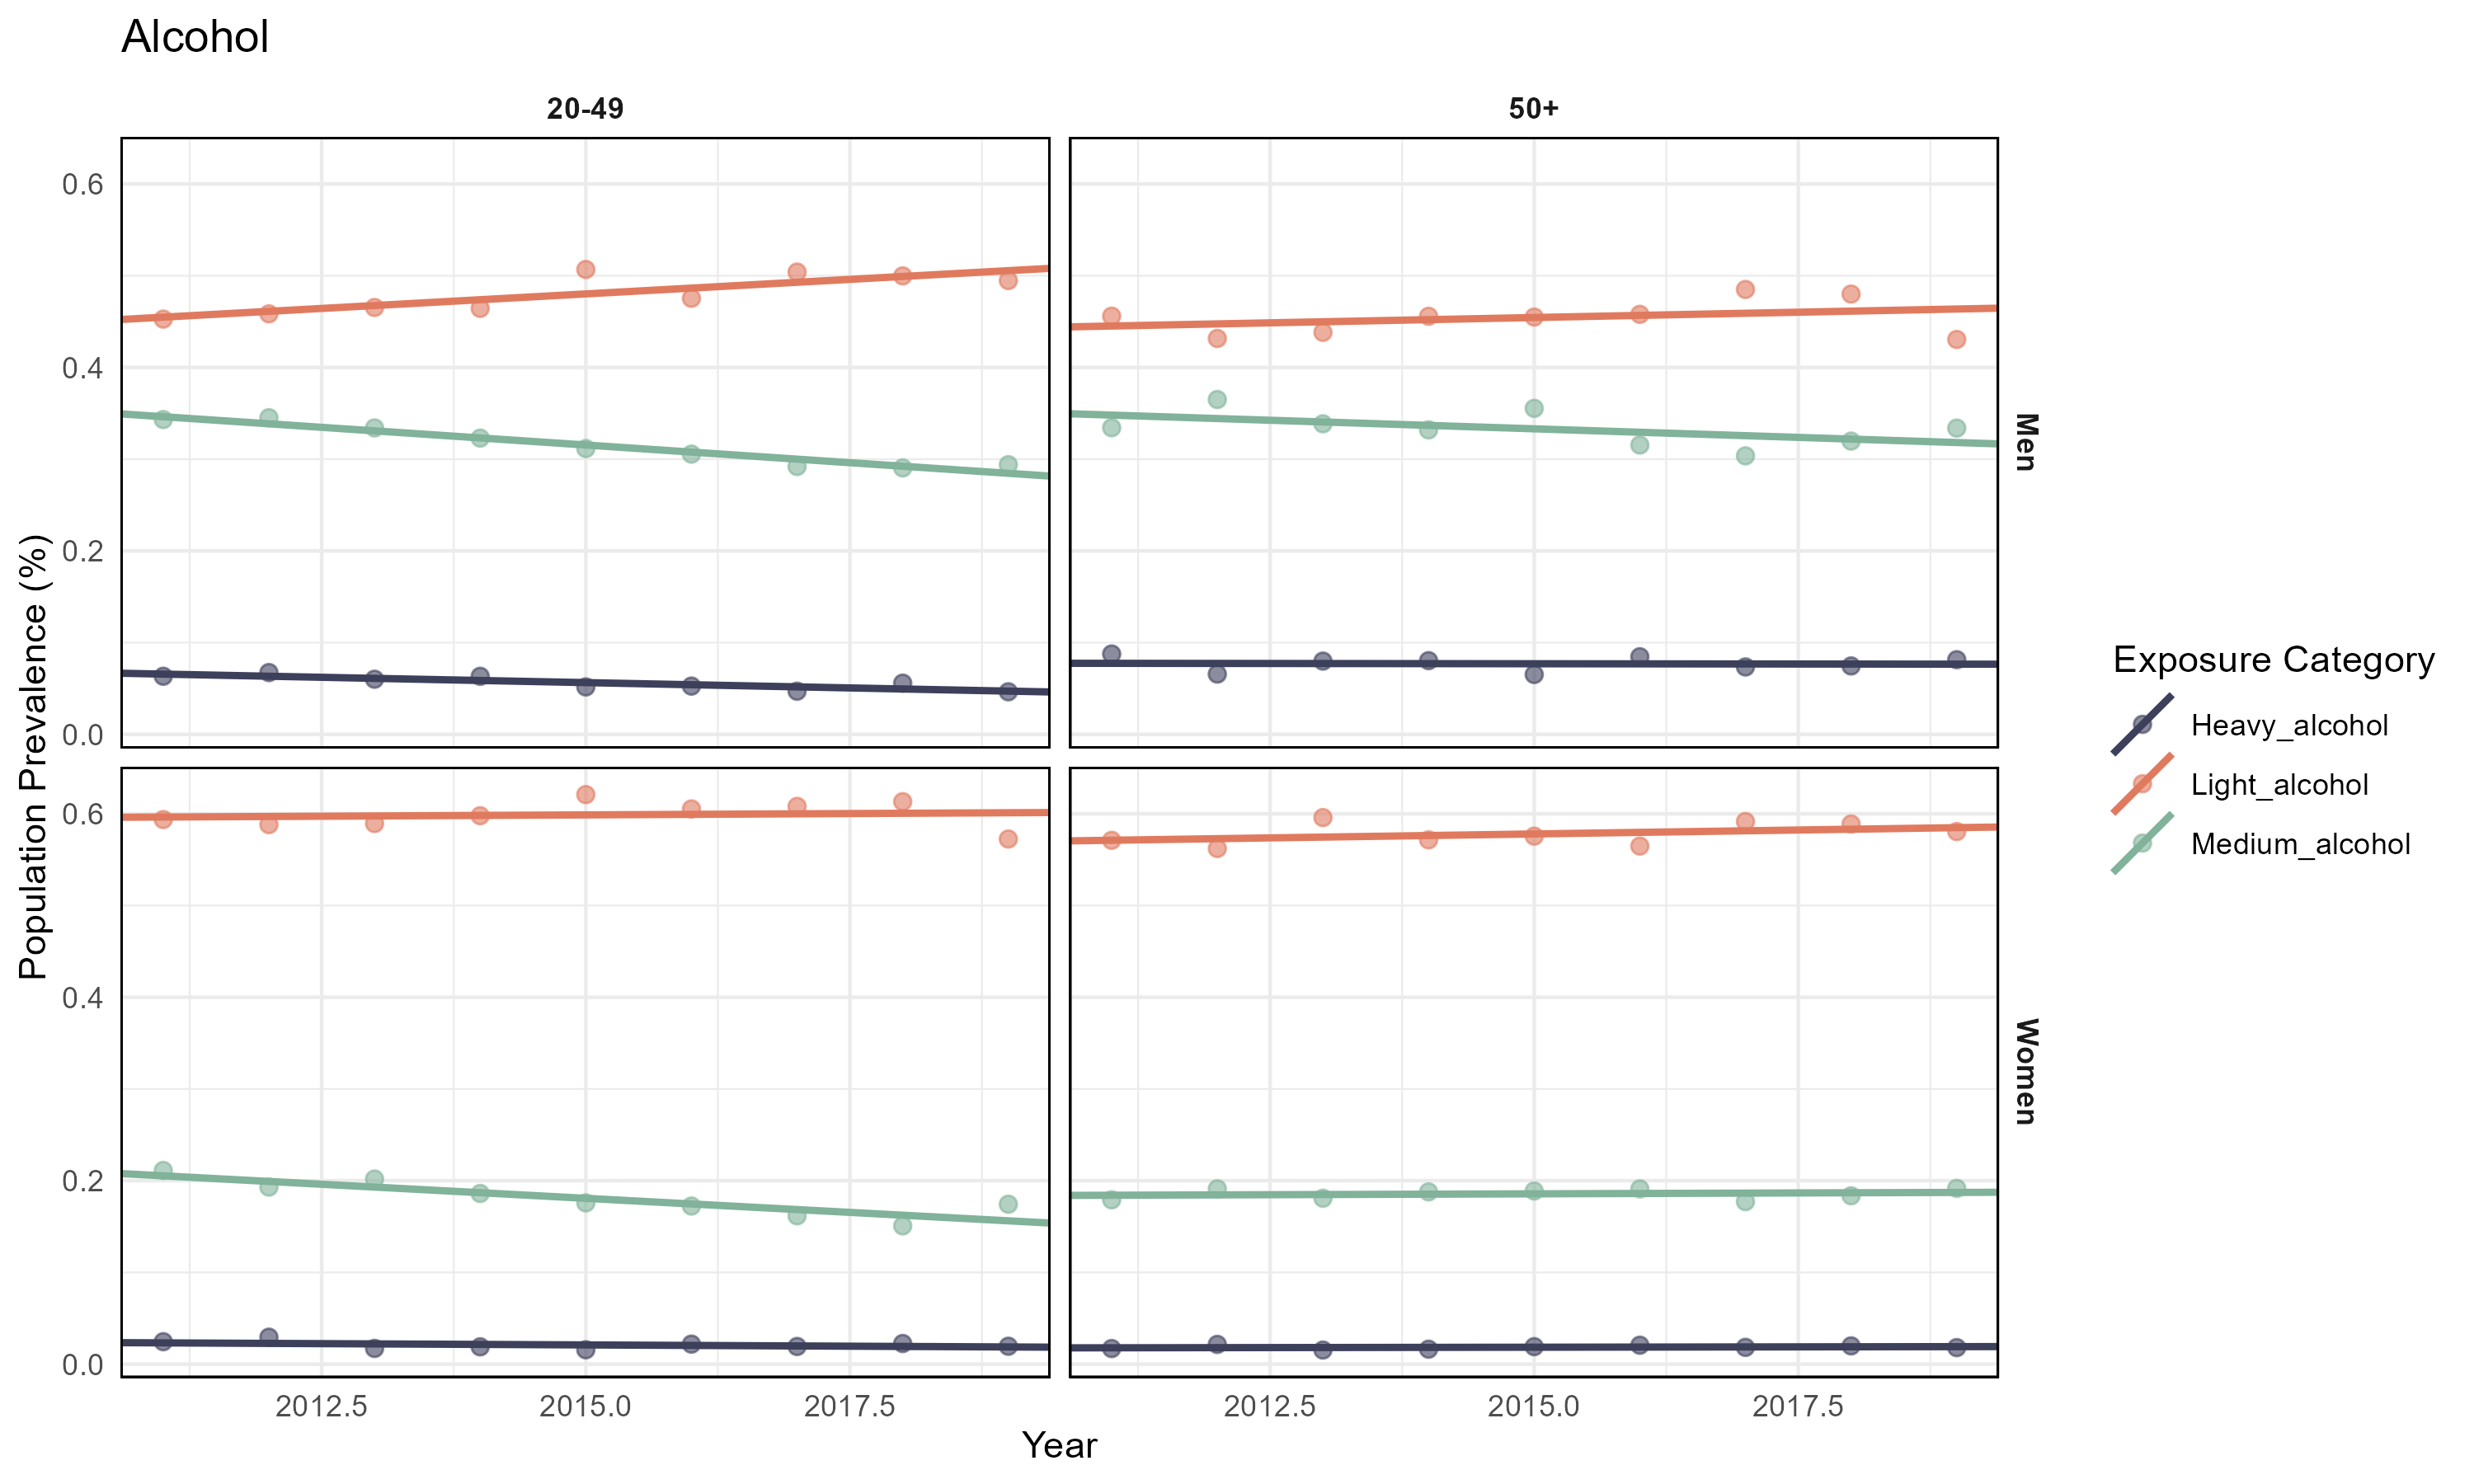 Alcohol
20-49
50+
0.6
0.4
0.2
0.0
Men
0.6
0.4
0.2
0.0
Women
Population Prevalence (%)
2012.5
2015.0
2017.5
2012.5
2015.0
2017.5
Year
Exposure Category
Heavy_alcohol
Light_alcohol
Medium_alcohol